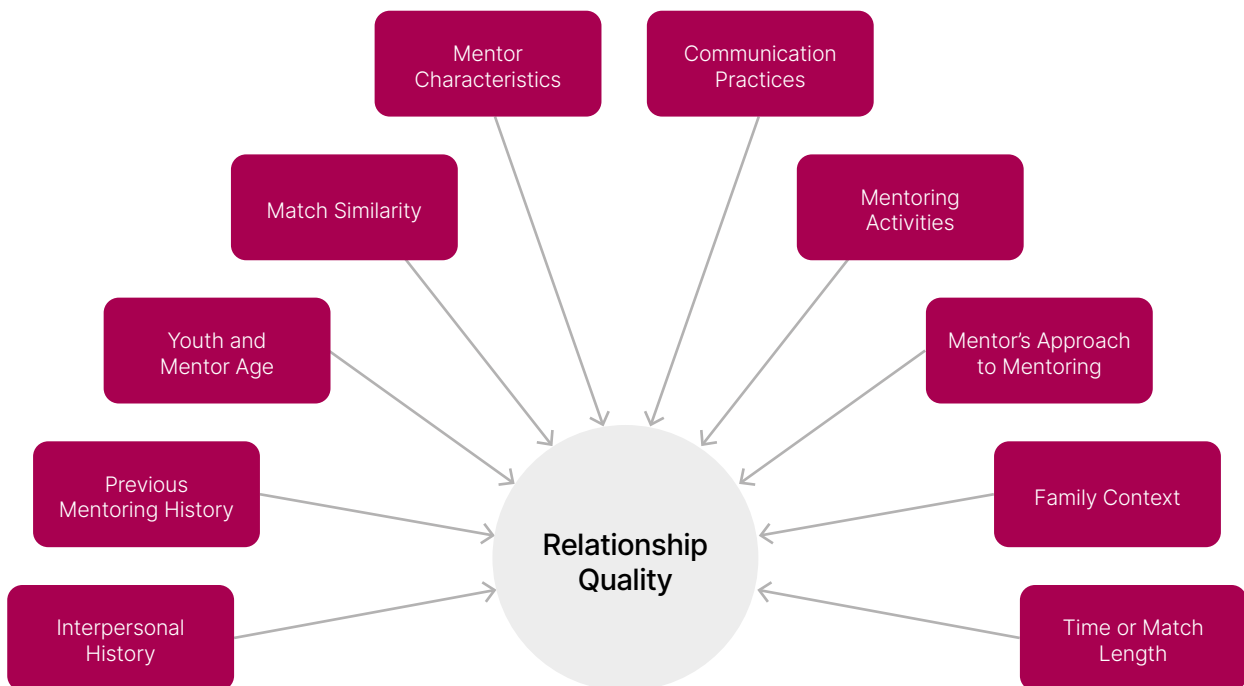 Mentor
Characteristics
Communication
Practices
Match Similarity
Mentoring
Activities
Youth and
Mentor Age
Mentor’s Approach
to Mentoring
Previous
Mentoring History
Family Context
Relationship
Quality
Interpersonal
History
Time or Match
Length